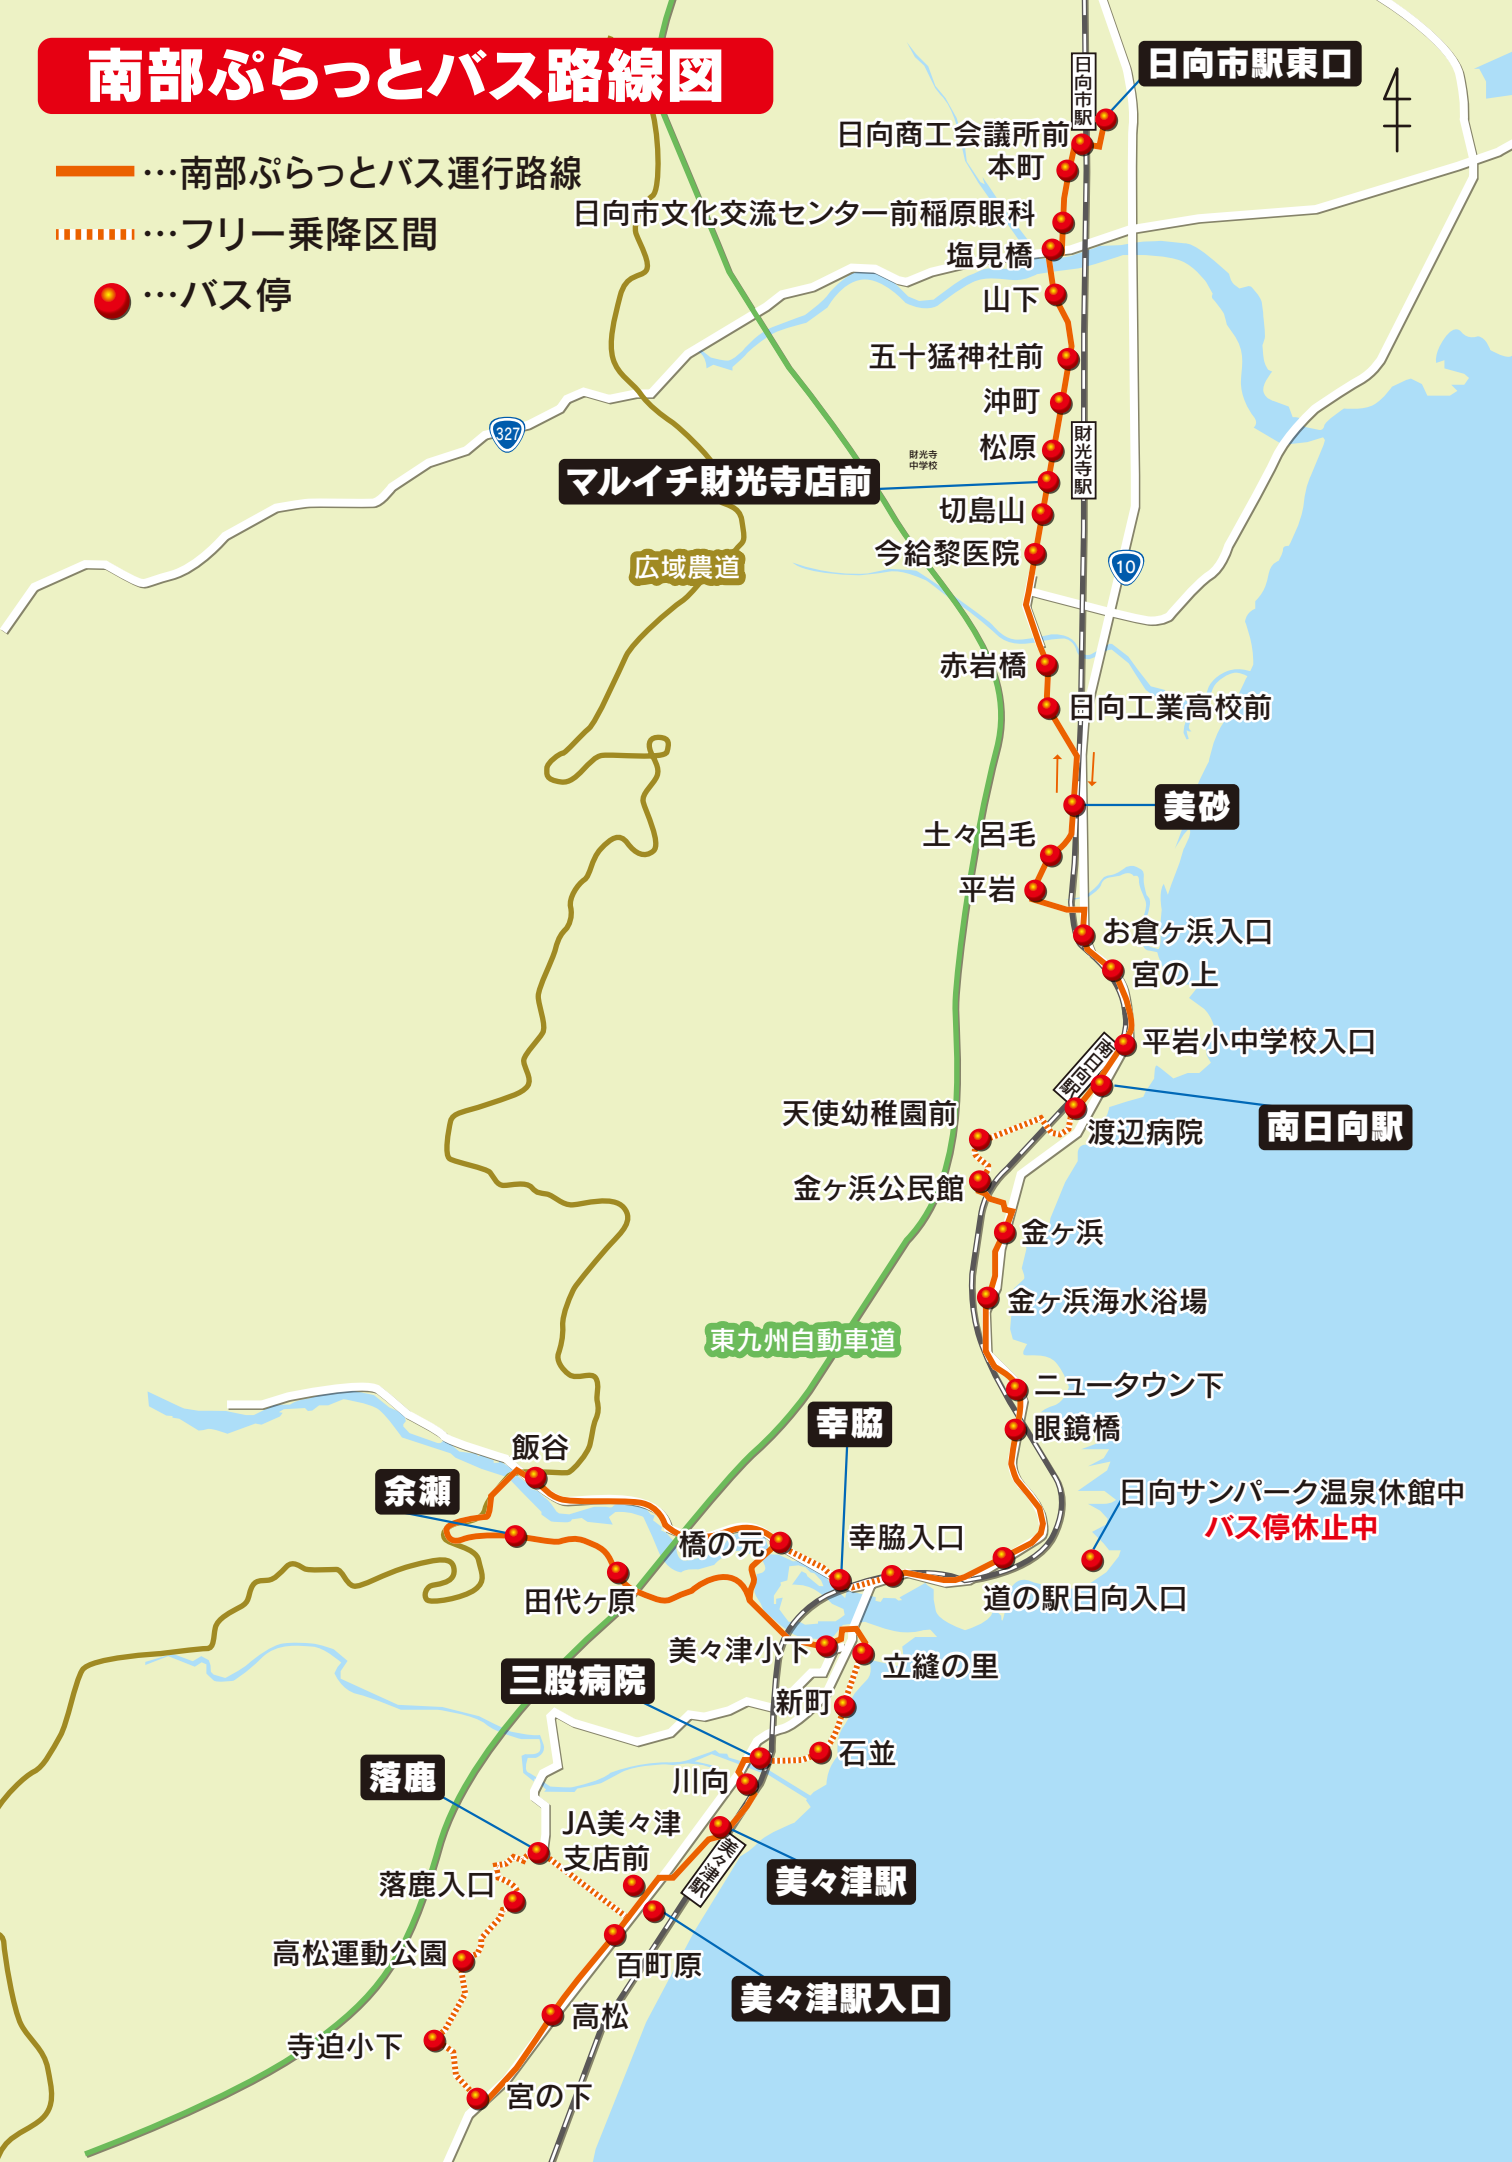 南部ぷらっとバス路線図
…南部ぷらっとバス運行路線
…フリー乗降区間
…バス停
日向市駅東口
日向市駅
日向商工会議所前
本町
日向市文化交流センター前稲原眼科
塩見橋
山下
五十猛神社前
沖町
327
松原
財光寺駅
財光寺
中学校
マルイチ財光寺店前
切島山
今給黎医院
広域農道
10
赤岩橋
日向工業高校前
美砂
土々呂毛
平岩
お倉ヶ浜入口
宮の上
平岩小中学校入口
南日向駅
天使幼稚園前
渡辺病院
南日向駅
金ヶ浜公民館
金ヶ浜
金ヶ浜海水浴場
東九州自動車道
ニュータウン下
幸脇
眼鏡橋
飯谷
余瀬
日向サンパーク温泉休館中
バス停休止中
橋の元
幸脇入口
田代ヶ原
道の駅日向入口
美々津小下
立縫の里
三股病院
新町
石並
落鹿
川向
JA美々津
支店前
美々津駅
美々津駅
落鹿入口
高松運動公園
百町原
美々津駅入口
高松
寺迫小下
宮の下